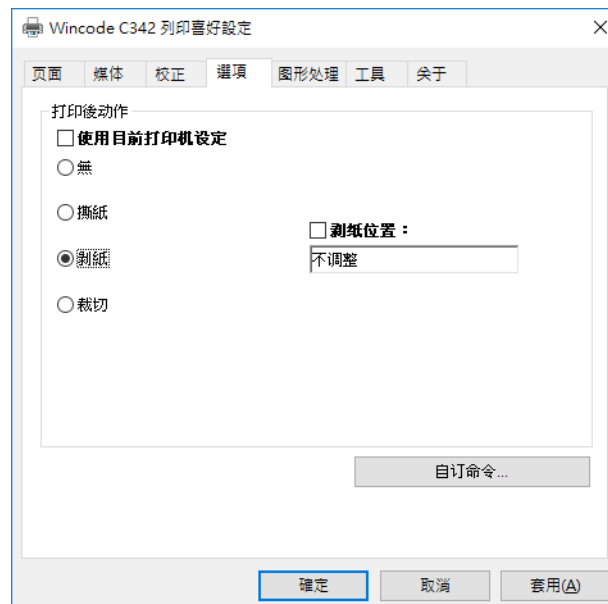 Wincode C342 列印喜好設定
页面 媒体 校正 選項 图形处理 工具 关于
打印後动作
使用目前打印机设定
無
撕紙
剥纸位置：
剝紙
不调整
裁切
自订命令...
確定 取消 套用(A)